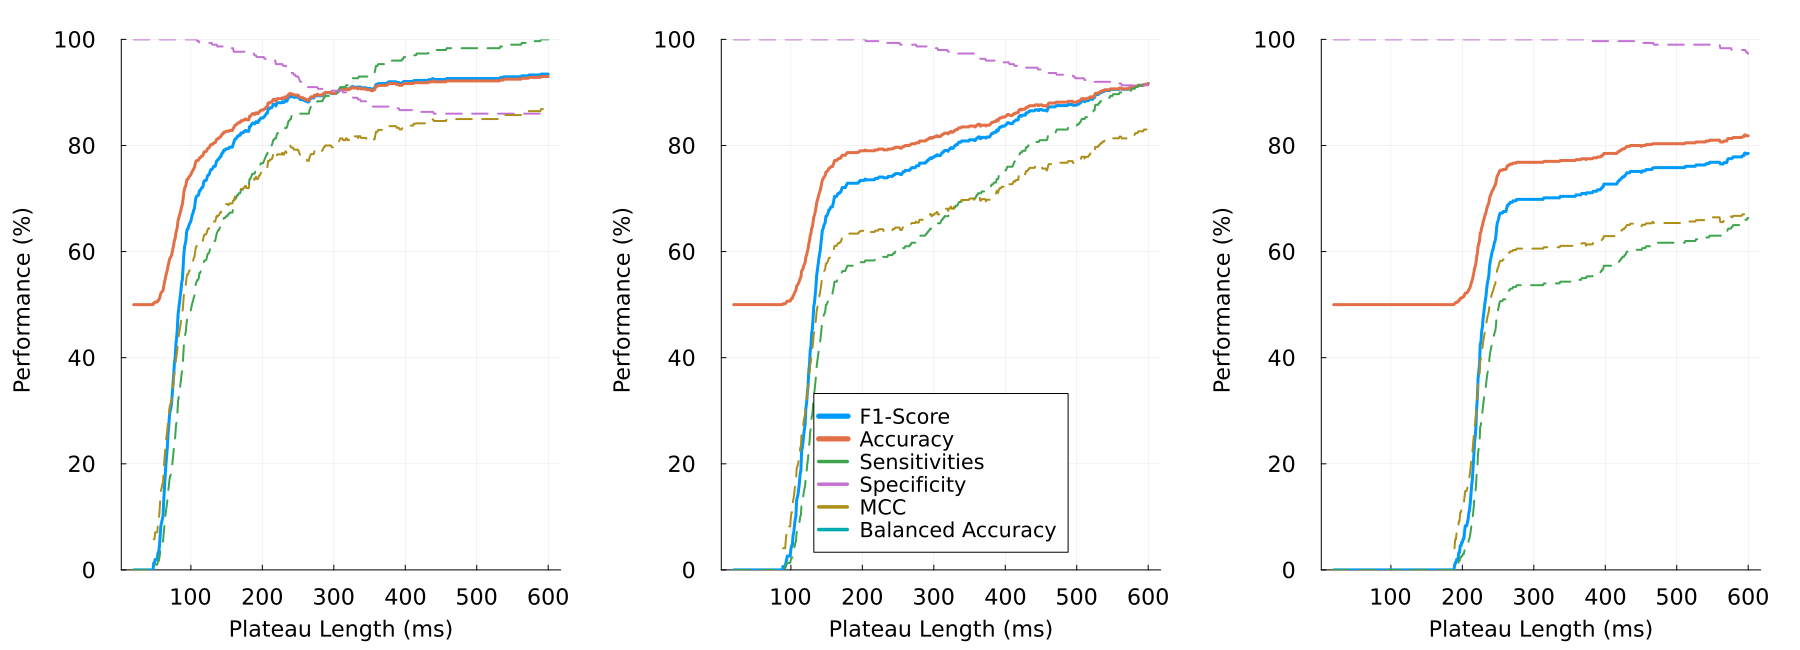 100
80
60
40
20
0
Performance (%)
100 200 300 400 500 600
Plateau Length (ms)
100
80
60
40
20
0
Performance (%)
F1-Score
Accuracy
Sensitivities
Specificity
MCC
Balanced Accuracy
100 200 300 400 500 600
Plateau Length (ms)
100
80
60
40
20
0
Performance (%)
100 200 300 400 500 600
Plateau Length (ms)